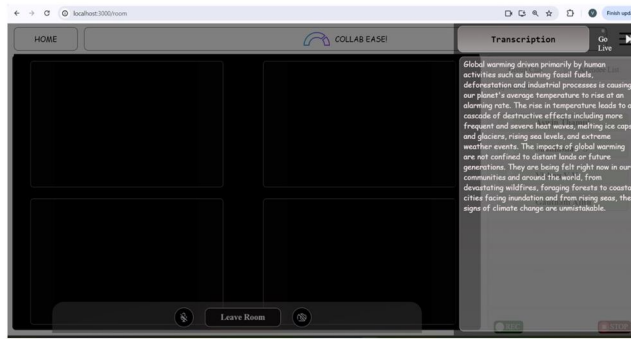 localhost:3000/room
Finish upd
HOME
COLLAB EASE!
Transcription
Go
Live
Global warming driven primarily by human
activities such as burning fossil fuels,
deforestation and industrial processes is causing
our planet's average temperature to rise at an
alarming rate. The rise in temperature leads to a
cascade of destructive effects including more
frequent and severe heat waves, melting ice caps
and glaciers, rising sea levels, and extreme
weather events. The impacts of global warming
are not confined to distant lands or future
generations. They are being felt right now in our
communities and around the world, from
devastating wildfires, foraging forests to coasta
cities facing inundation and from rising seas, the
signs of climate change are unmistakable.
Leave Room
REC
STOP